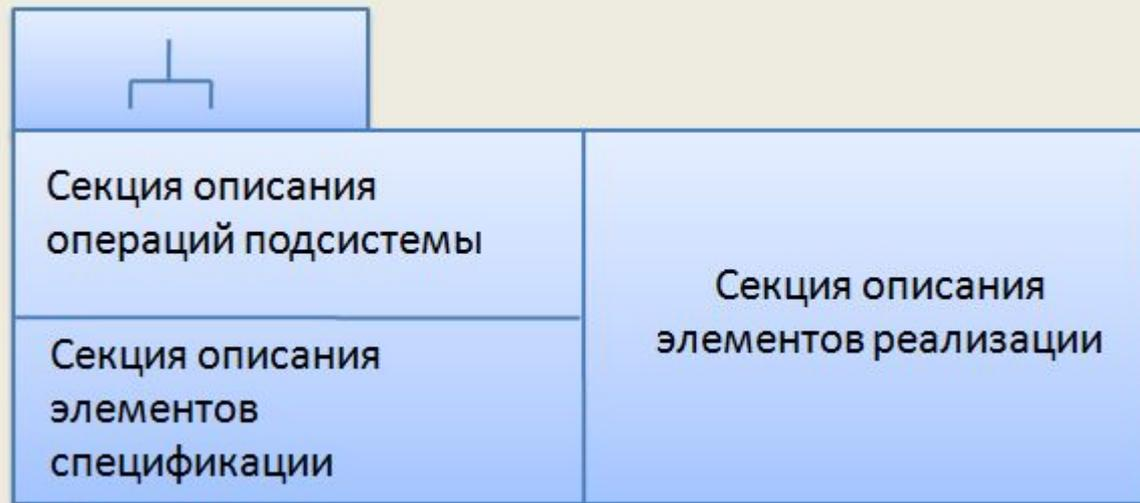 Секция описания
операций подсистемы
Секция описания
элементов
спецификации
Секция описания
элементов реализации